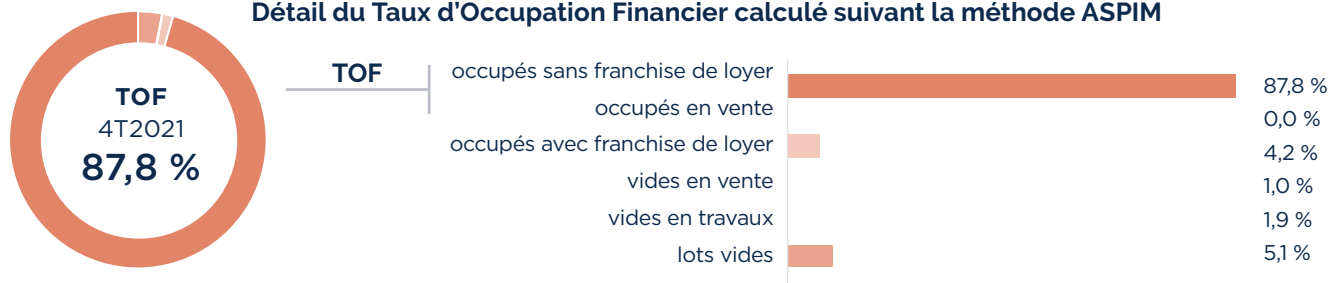 Détail du Taux d'Occupation Financier calculé suivant la méthode ASPIM
TOF
4T2021
87,8 %
TOF
occupés sans franchise de loyer 87,8 %
occupés en vente 0,0 %
occupés avec franchise de loyer 4,2 %
vides en vente 1,0 %
vides en travaux 1,9 %
lots vides 5,1 %